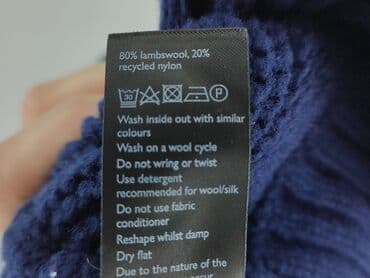 80% lambswool, 20%
recycled nylon
30 P
Wash inside out with similar
colours
Wash on a wool cycle
Do not wring or twist
Use detergent
recommended for wool/silk
Do not use fabric
conditioner
Reshape whilst damp
Dry flat
Due to the nature of the